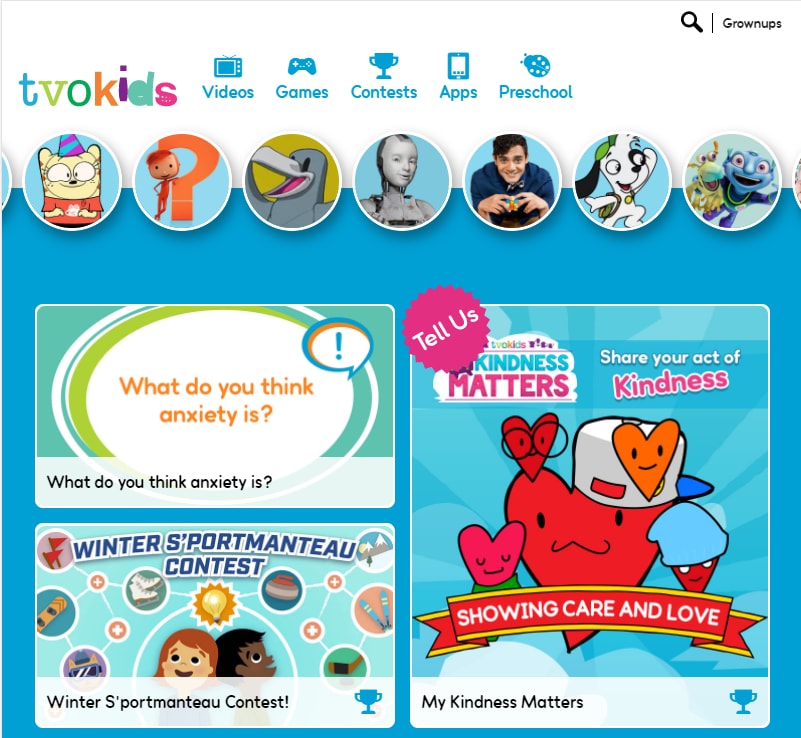 Grownups
tvokids
Videos
Games
Contests
Apps
Preschool
?
!
What do you think
anxiety is?
What do you think anxiety is?
Tell Us
tvokids
KINDNESS
MATTERS
Share your act of
Kindness
SHOWING CARE AND LOVE
My Kindness Matters
WINTER S'PORTMANTEAU
CONTEST
Winter S'portmanteau Contest!